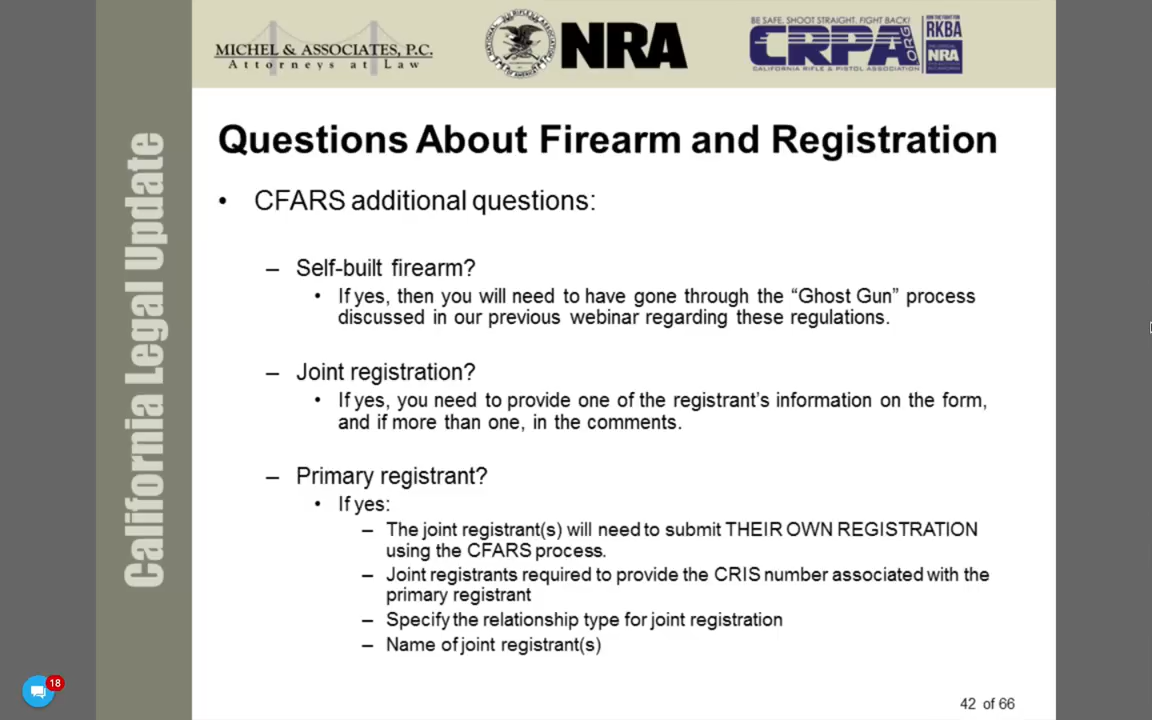 MICHEL & ASSOCIATES, P.C.
Attorneys at Law
NATIONAL RIFLE ASSOCIATION
NRA
BE SAFE. SHOOT STRAIGHT. FIGHT BACK!
CRPA.ORG
CALIFORNIA RIFLE & PISTOL ASSOCIATION
RKBA
NRA
California Legal Update
Questions About Firearm and Registration
• CFARS additional questions:
– Self-built firearm?
• If yes, then you will need to have gone through the “Ghost Gun” process
discussed in our previous webinar regarding these regulations.
– Joint registration?
• If yes, you need to provide one of the registrant’s information on the form,
and if more than one, in the comments.
– Primary registrant?
• If yes:
– The joint registrant(s) will need to submit THEIR OWN REGISTRATION
using the CFARS process.
– Joint registrants required to provide the CRIS number associated with the
primary registrant
– Specify the relationship type for joint registration
– Name of joint registrant(s)
18
42 of 66